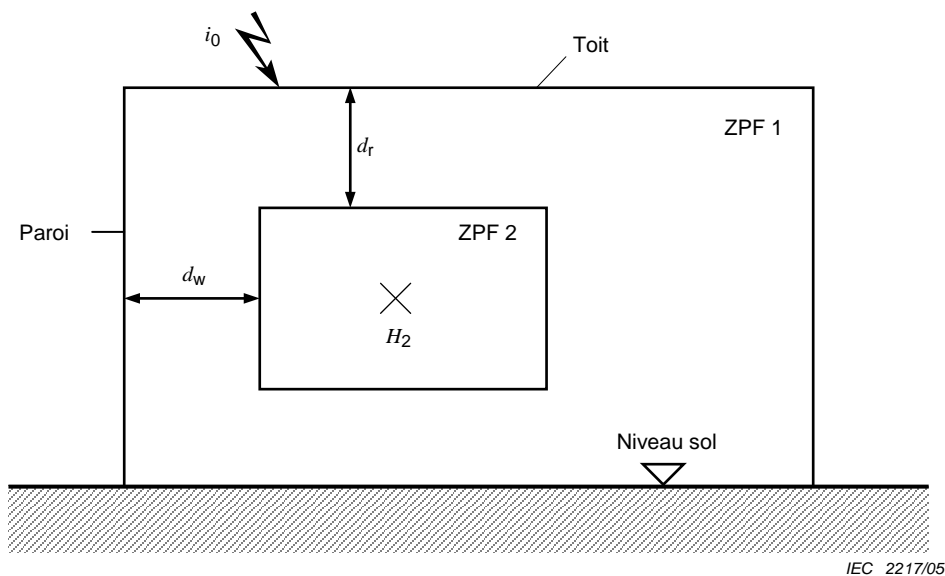 i0
Toit
ZPF 1
dr
Paroi
ZPF 2
dw
H2
Niveau sol
IEC 2217/05